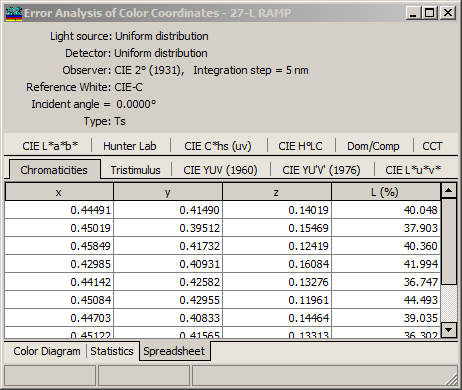 Error Analysis of Color Coordinates - 27-L RAMP
Light source: Uniform distribution
Detector: Uniform distribution
Observer: CIE 2° (1931), Integration step = 5 nm
Reference White: CIE-C
Incident angle = 0.0000°
Type: Ts
CIE L*a*b* Hunter Lab CIE C*hs (uv) CIE H°LC Dom/Comp CCT
Chromaticities Tristimulus CIE YUV (1960) CIE YU'V' (1976) CIE L*u*v*
x y z L (%)
0.44491 0.41490 0.14019 40.048
0.45019 0.39512 0.15469 37.903
0.45849 0.41732 0.12419 40.360
0.42985 0.40931 0.16084 41.994
0.44142 0.42582 0.13276 36.747
0.45084 0.42955 0.11961 44.493
0.44703 0.40833 0.14464 39.035
0.45122 0.41565 0.13313 36.302
Color Diagram Statistics Spreadsheet